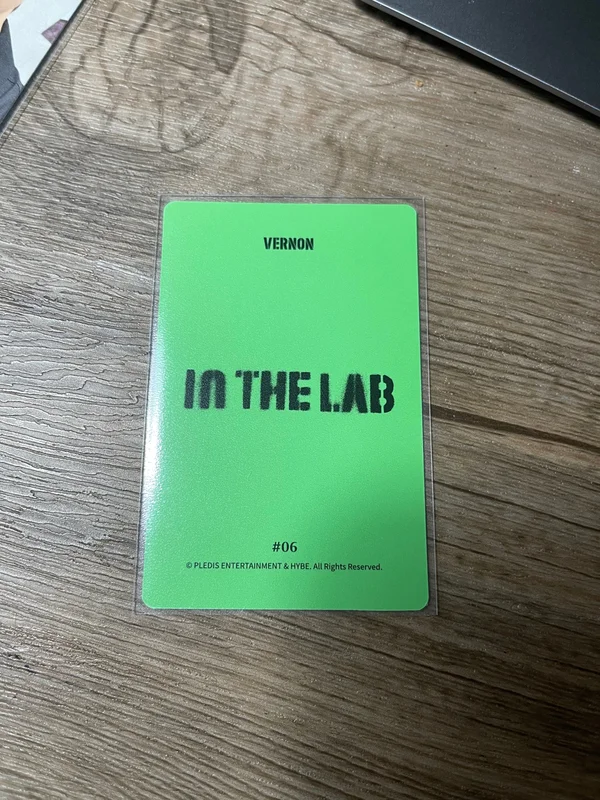 VERNON
In THE LAB
#06
© PLEDIS ENTERTAINMENT & HYBE. All Rights Reserved.